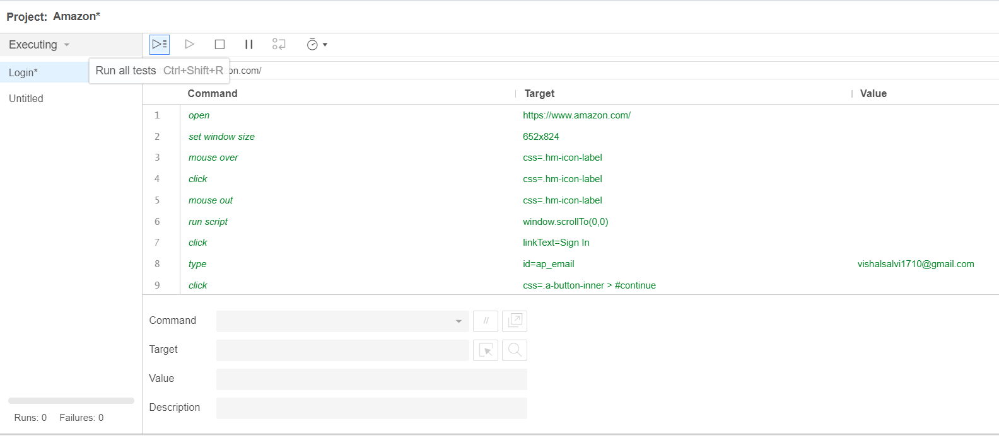 Project: Amazon*
Executing
Login*
Run all tests Ctrl+Shift+R
on.com/
Untitled
Command Target Value
1 open https://www.amazon.com/
2 set window size 652x824
3 mouse over css=.hm-icon-label
4 click css=.hm-icon-label
5 mouse out css=.hm-icon-label
6 run script window.scrollTo(0,0)
7 click linkText=Sign In
8 type id=ap_email vishalsalvi1710@gmail.com
9 click css=.a-button-inner > #continue
Command //
Target
Value
Description
Runs: 0 Failures: 0